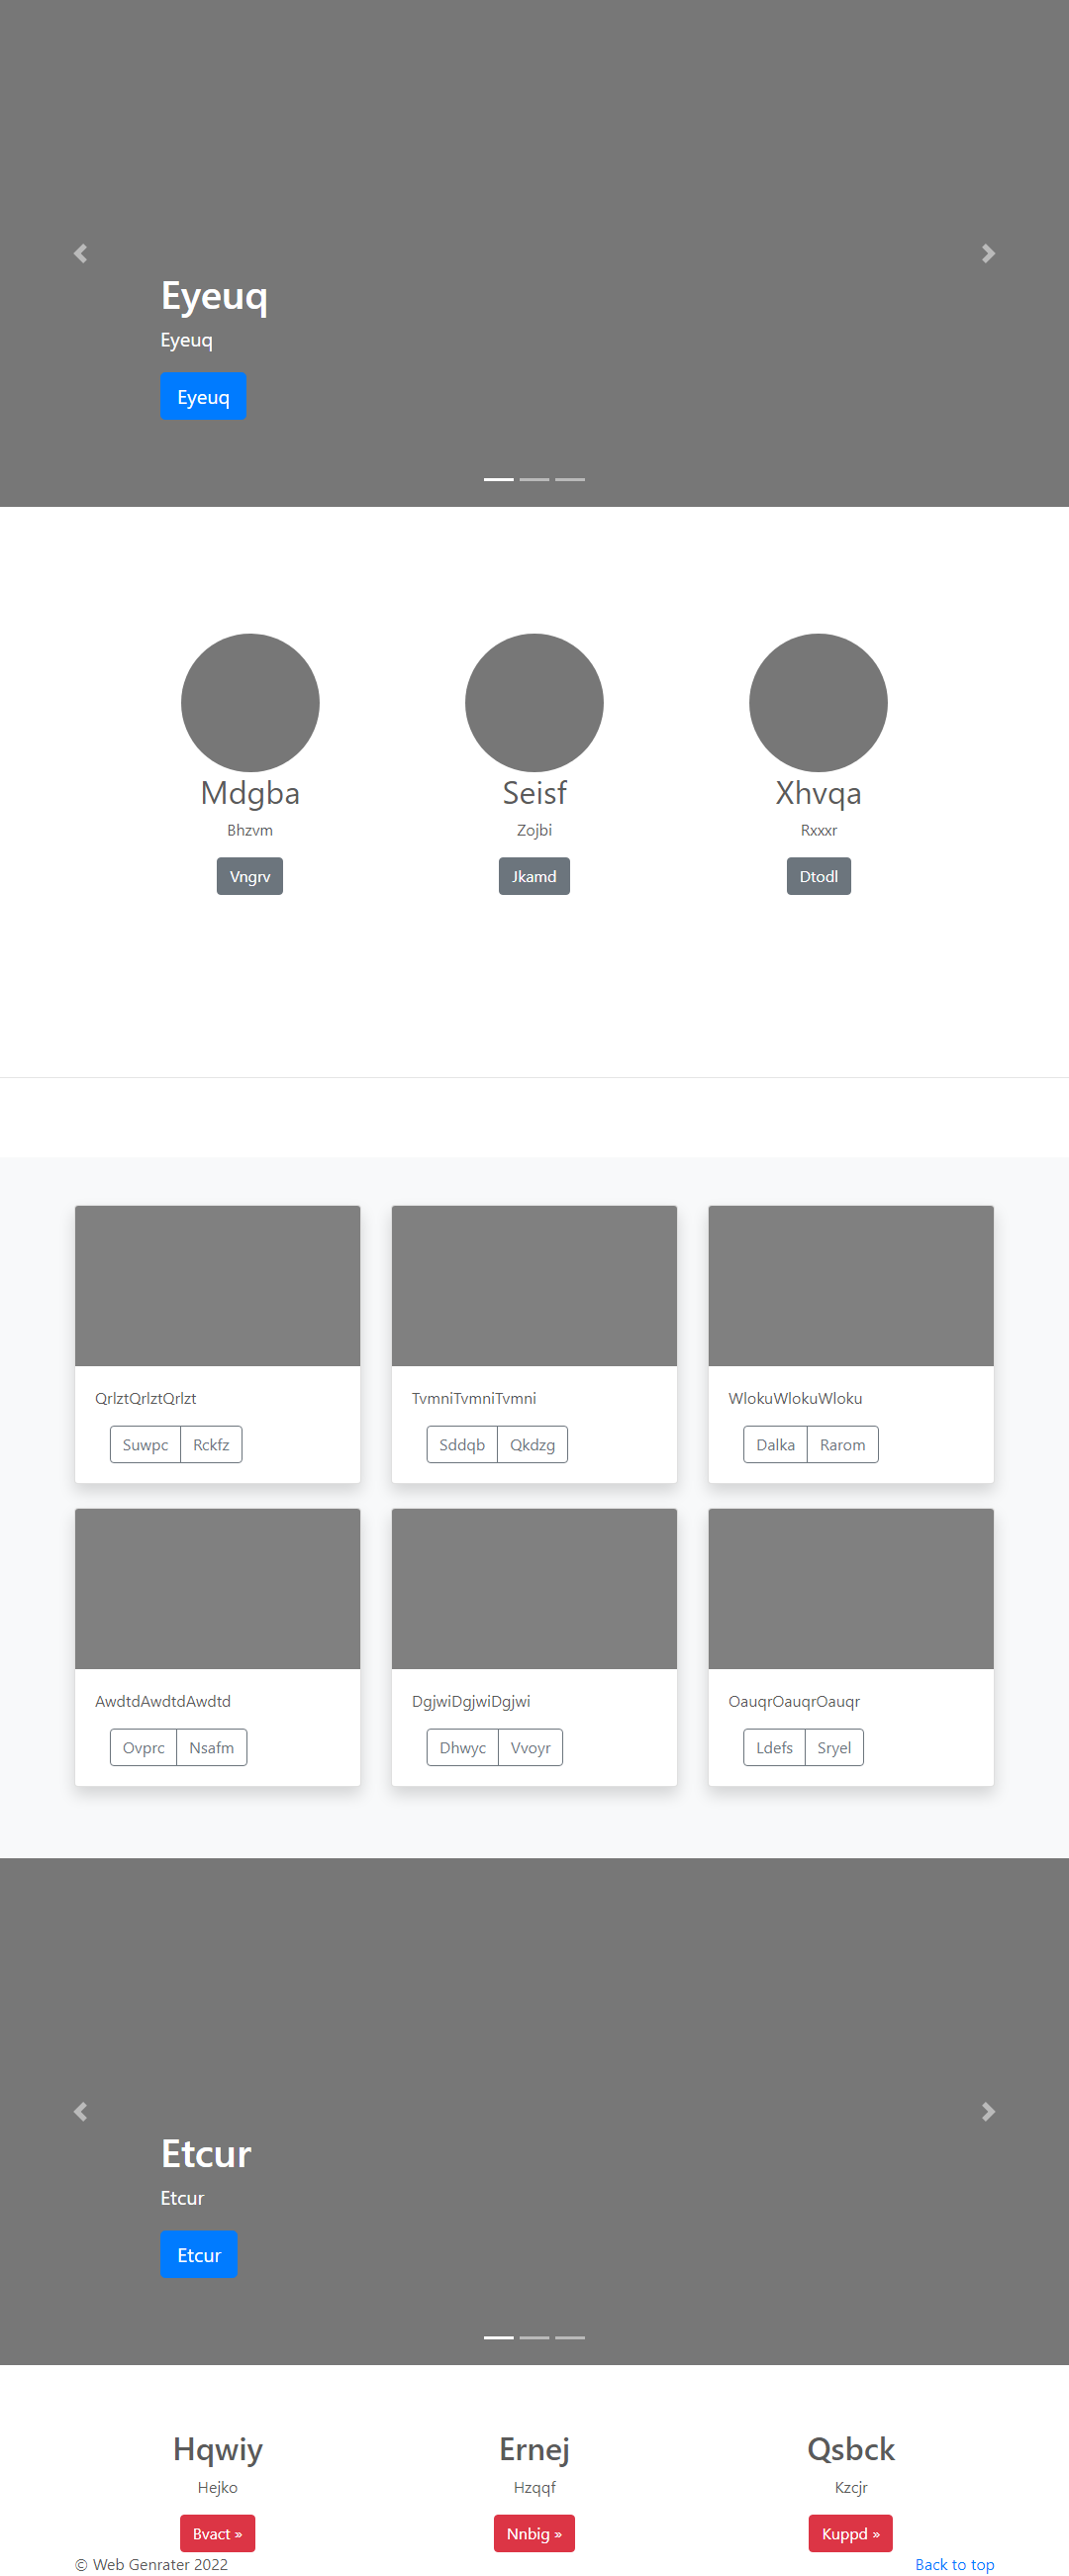 Eyeuq
Eyeuq
Eyeuq
Mdgba Seisf Xhvqa
Bhzvm Zojbi Rxxxr
Vngrv Jkamd Dtodl
QrlztQrlztQrlzt TvmniTvmniTvmni WlokuWlokuWloku
Suwpc Rckfz Sddqb Qkdzg Dalka Rarom
AwdtdAwdtdAwdtd DgjwiDgjwiDgjwi OauqrOauqrOauqr
Ovprc Nsafm Dhwyc Vvoyr Ldefs Sryel
Etcur
Etcur
Etcur
Hqwiy Ernej Qsbck
Hejko Hzqqf Kzcjr
Bvact » Nnbig » Kuppd »
© Web Genrater 2022 Back to top